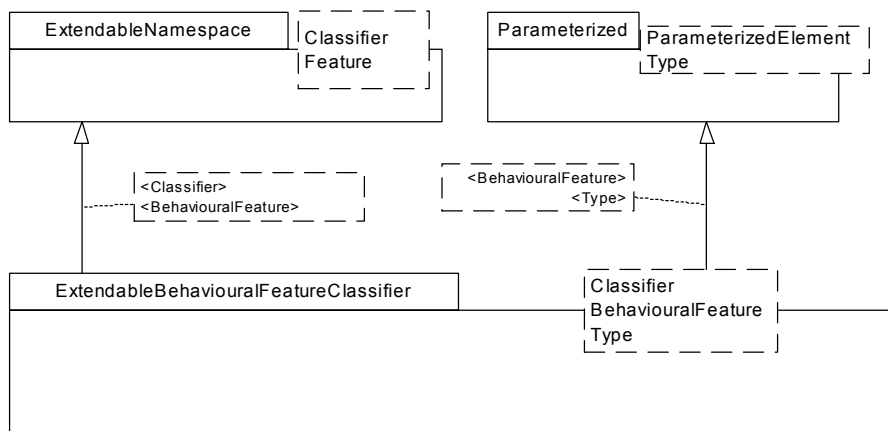 ExtendableNamespace
Classifier
Feature
Parameterized
ParameterizedElement
Type
<Classifier>
<BehaviouralFeature>
<BehaviouralFeature>
<Type>
ExtendableBehaviouralFeatureClassifier
Classifier
BehaviouralFeature
Type